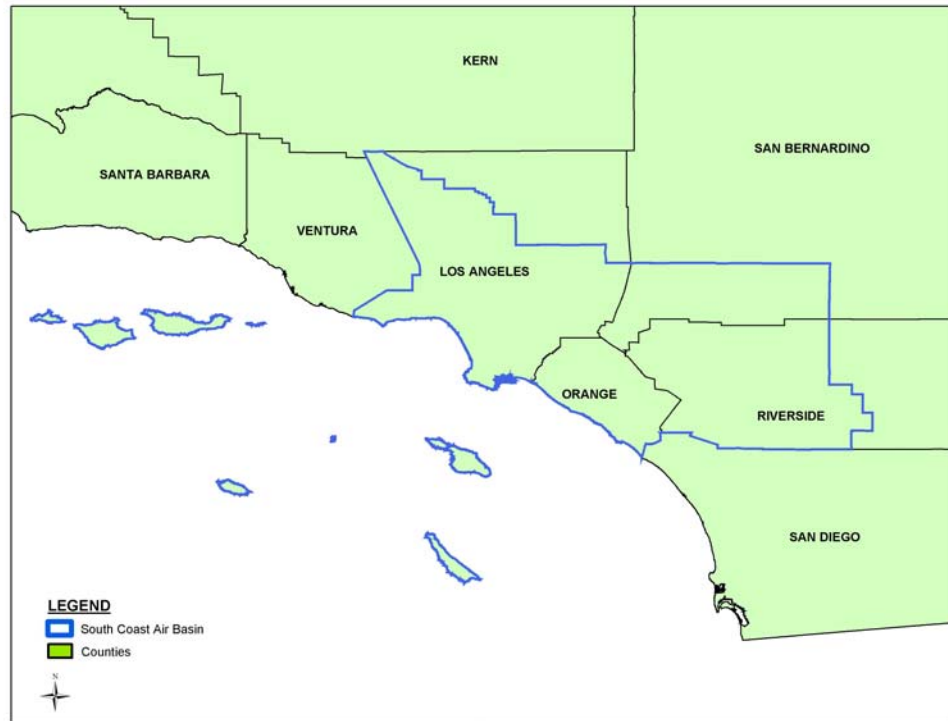 KERN
SAN BERNARDINO
SANTA BARBARA
VENTURA
LOS ANGELES
ORANGE
RIVERSIDE
SAN DIEGO
LEGEND
South Coast Air Basin
Counties
N